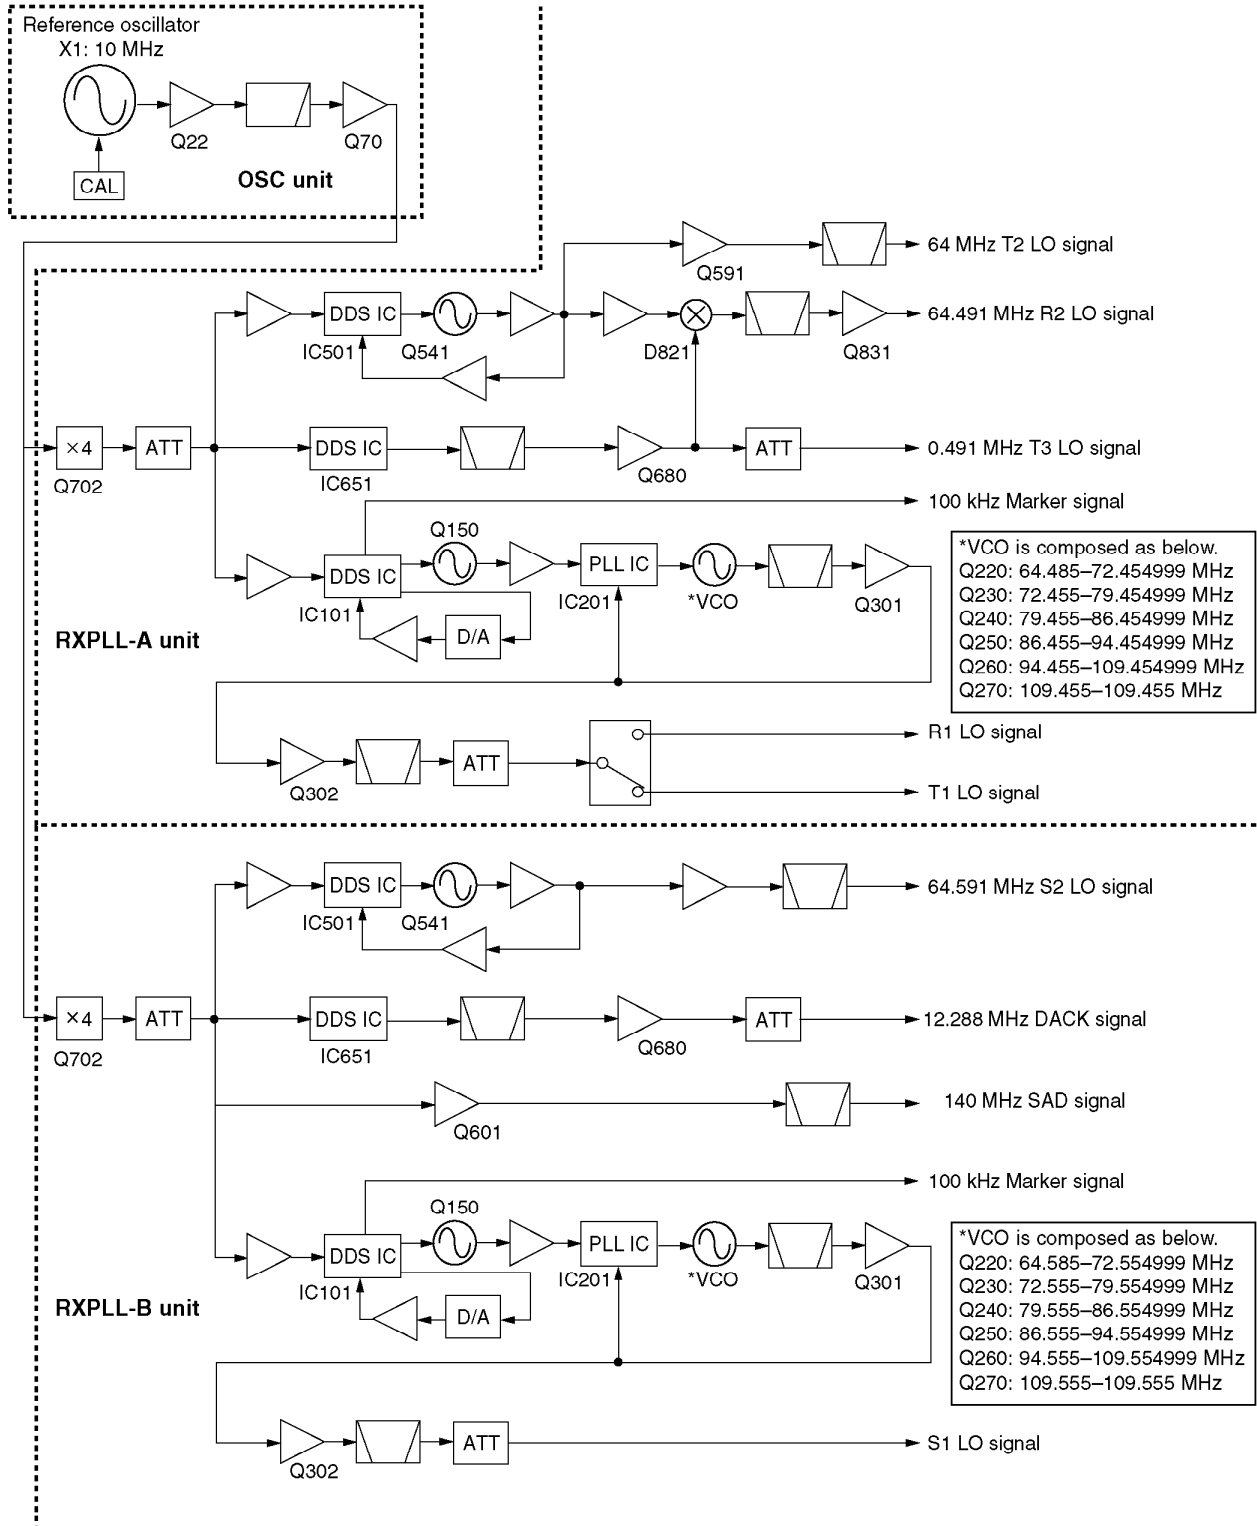 Reference oscillator
X1: 10 MHz
Q22
Q70
CAL
OSC unit
Q591
64 MHz T2 LO signal
DDS IC
IC501
Q541
D821
Q831
64.491 MHz R2 LO signal
×4
Q702
ATT
DDS IC
IC651
Q680
ATT
0.491 MHz T3 LO signal
100 kHz Marker signal
Q150
DDS IC
IC101
D/A
PLL IC
IC201
*VCO
Q301
RXPLL-A unit
*VCO is composed as below.
Q220: 64.485–72.454999 MHz
Q230: 72.455–79.454999 MHz
Q240: 79.455–86.454999 MHz
Q250: 86.455–94.454999 MHz
Q260: 94.455–109.454999 MHz
Q270: 109.455–109.455 MHz
Q302
ATT
R1 LO signal
T1 LO signal
DDS IC
IC501
Q541
64.591 MHz S2 LO signal
×4
Q702
ATT
DDS IC
IC651
Q680
ATT
12.288 MHz DACK signal
Q601
140 MHz SAD signal
100 kHz Marker signal
Q150
DDS IC
IC101
D/A
PLL IC
IC201
*VCO
Q301
RXPLL-B unit
*VCO is composed as below.
Q220: 64.585–72.554999 MHz
Q230: 72.555–79.554999 MHz
Q240: 79.555–86.554999 MHz
Q250: 86.555–94.554999 MHz
Q260: 94.555–109.554999 MHz
Q270: 109.555–109.555 MHz
Q302
ATT
S1 LO signal